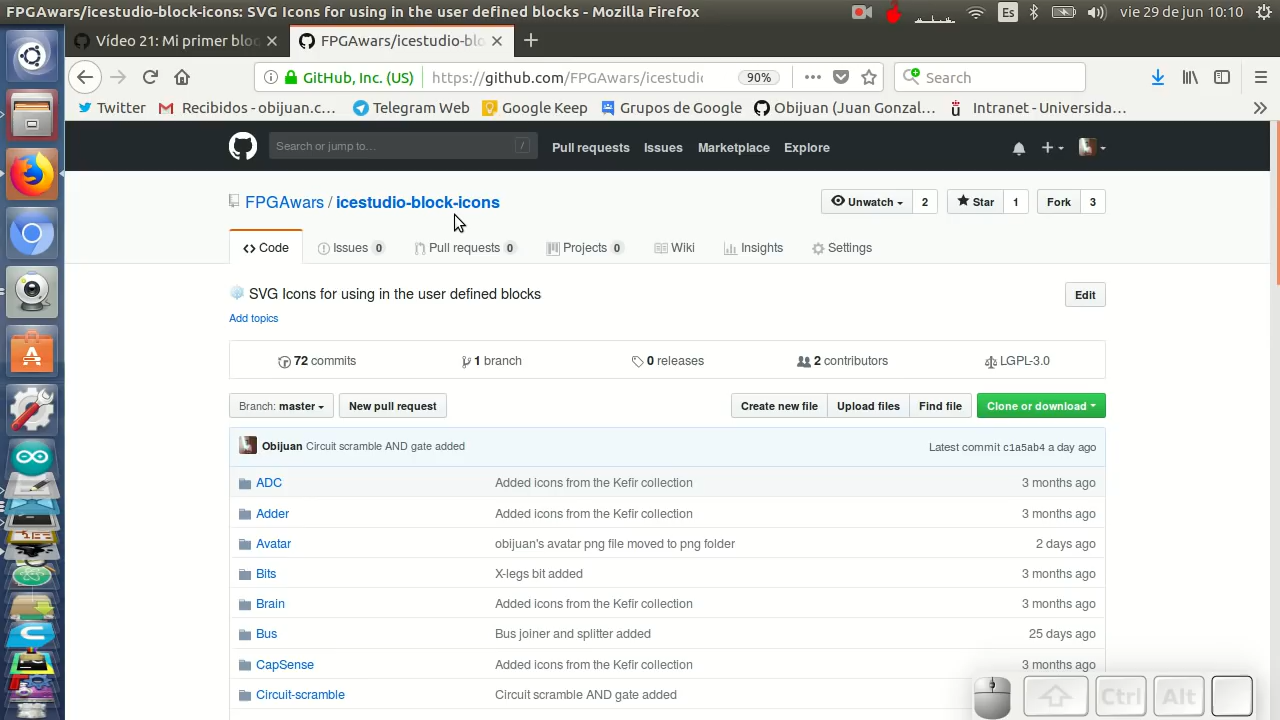 FPGAwars/icestudio-block-icons: SVG Icons for using in the user defined blocks - Mozilla Firefox
Es
vie 29 de jun 10:10
Vídeo 21: Mi primer bloc
FPGAwars/icestudio-blo
GitHub, Inc. (US)
https://github.com/FPGAwars/icestudi
90%
Search
Twitter
Recibidos - obijuan.c…
Telegram Web
Google Keep
Grupos de Google
Obijuan (Juan Gonzal…
Intranet - Universida…
Search or jump to…
/
Pull requests
Issues
Marketplace
Explore
FPGAwars / icestudio-block-icons
Unwatch 2
Star 1
Fork 3
Code
Issues 0
Pull requests 0
Projects 0
Wiki
Insights
Settings
SVG Icons for using in the user defined blocks
Edit
Add topics
72 commits
1 branch
0 releases
2 contributors
LGPL-3.0
Branch: master
New pull request
Create new file
Upload files
Find file
Clone or download
Obijuan Circuit scramble AND gate added
Latest commit c1a5ab4 a day ago
ADC Added icons from the Kefir collection 3 months ago
Adder Added icons from the Kefir collection 3 months ago
Avatar obijuan's avatar png file moved to png folder 2 days ago
Bits X-legs bit added 3 months ago
Brain Added icons from the Kefir collection 3 months ago
Bus Bus joiner and splitter added 25 days ago
CapSense Added icons from the Kefir collection 3 months ago
Circuit-scramble Circuit scramble AND gate added
Ctrl
Alt